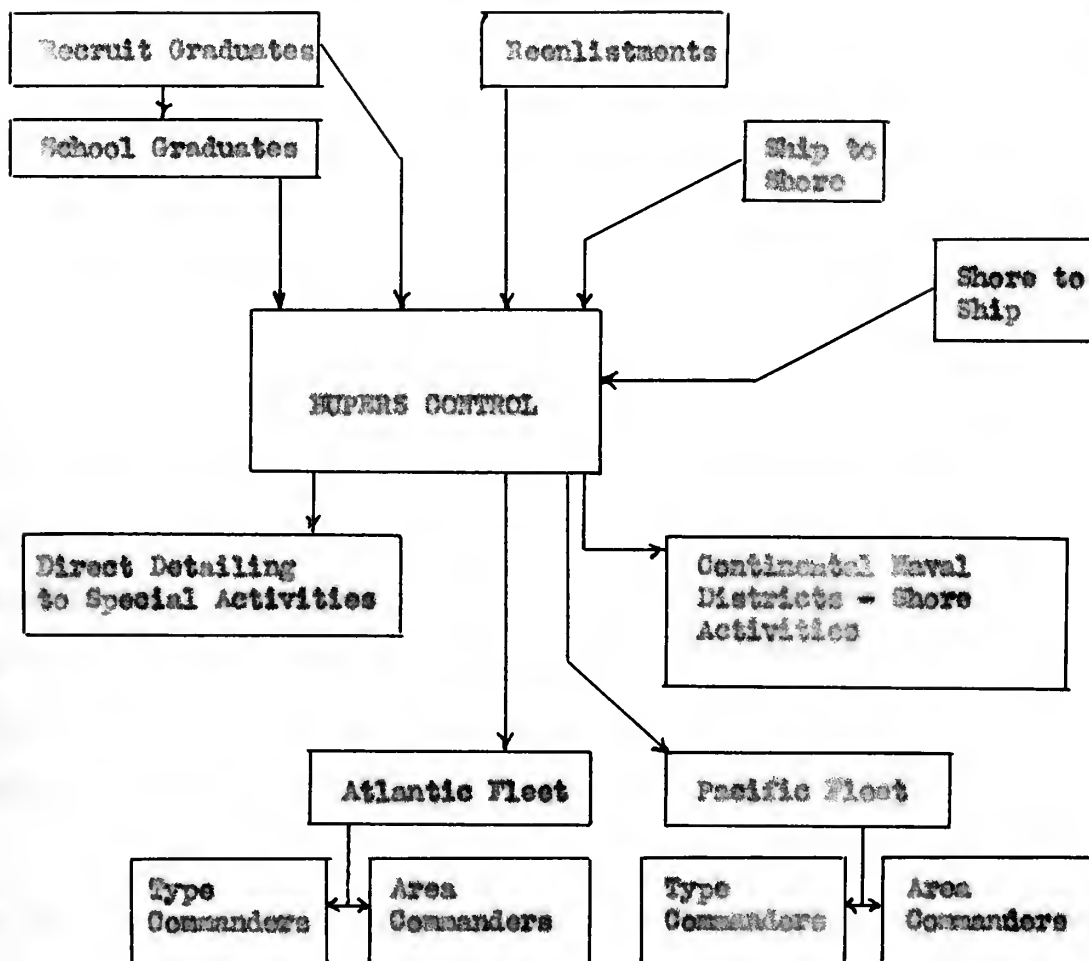 Recruit Graduates
Reenlistments
School Graduates
Ship to
Shore
Shore to
Ship
BUPERS CONTROL
Direct Detailing
to Special Activities
Continental Naval
Districts - Shore
Activities
Atlantic Fleet
Pacific Fleet
Type
Commanders
Area
Commanders
Type
Commanders
Area
Commanders